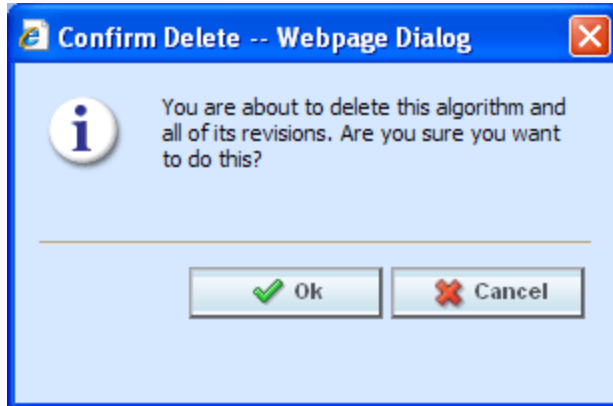 Confirm Delete -- Webpage Dialog
You are about to delete this algorithm and
all of its revisions. Are you sure you want
to do this?
Ok
Cancel